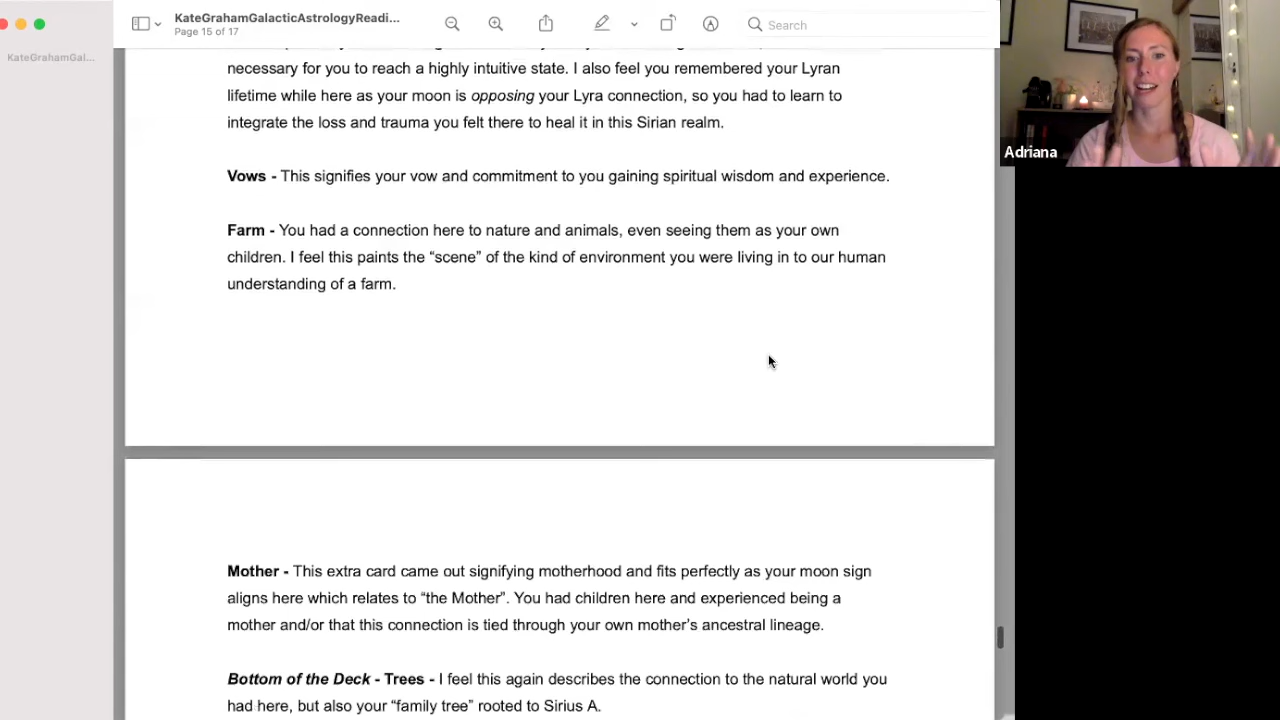 KateGrahamGalacticAstrologyReadi...
Page 15 of 17
Search
KateGrahamGal...
necessary for you to reach a highly intuitive state. I also feel you remembered your Lyran
lifetime while here as your moon is opposing your Lyra connection, so you had to learn to
integrate the loss and trauma you felt there to heal it in this Sirian realm.
Vows - This signifies your vow and commitment to you gaining spiritual wisdom and experience.
Farm - You had a connection here to nature and animals, even seeing them as your own
children. I feel this paints the “scene” of the kind of environment you were living in to our human
understanding of a farm.
Mother - This extra card came out signifying motherhood and fits perfectly as your moon sign
aligns here which relates to “the Mother”. You had children here and experienced being a
mother and/or that this connection is tied through your own mother’s ancestral lineage.
Bottom of the Deck - Trees - I feel this again describes the connection to the natural world you
had here, but also your “family tree” rooted to Sirius A.
Adriana